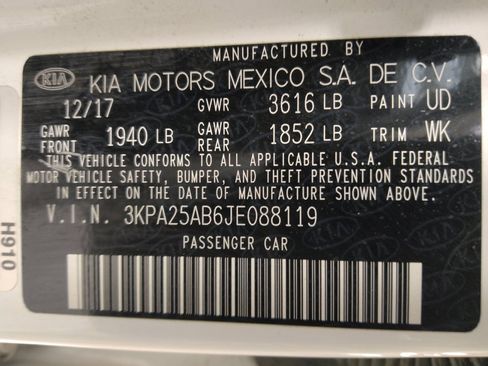 MANUFACTURED BY
KIA KIA MOTORS MEXICO S.A. DE C.V.
12/17 GVWR 3616 LB PAINT UD
GAWR FRONT 1940 LB GAWR REAR 1852 LB TRIM WK
THIS VEHICLE CONFORMS TO ALL APPLICABLE U.S.A. FEDERAL
MOTOR VEHICLE SAFETY, BUMPER, AND THEFT PREVENTION STANDARDS
IN EFFECT ON THE DATE OF MANUFACTURE SHOWN ABOVE.
V.I.N. 3KPA25AB6JE088119
PASSENGER CAR
H910